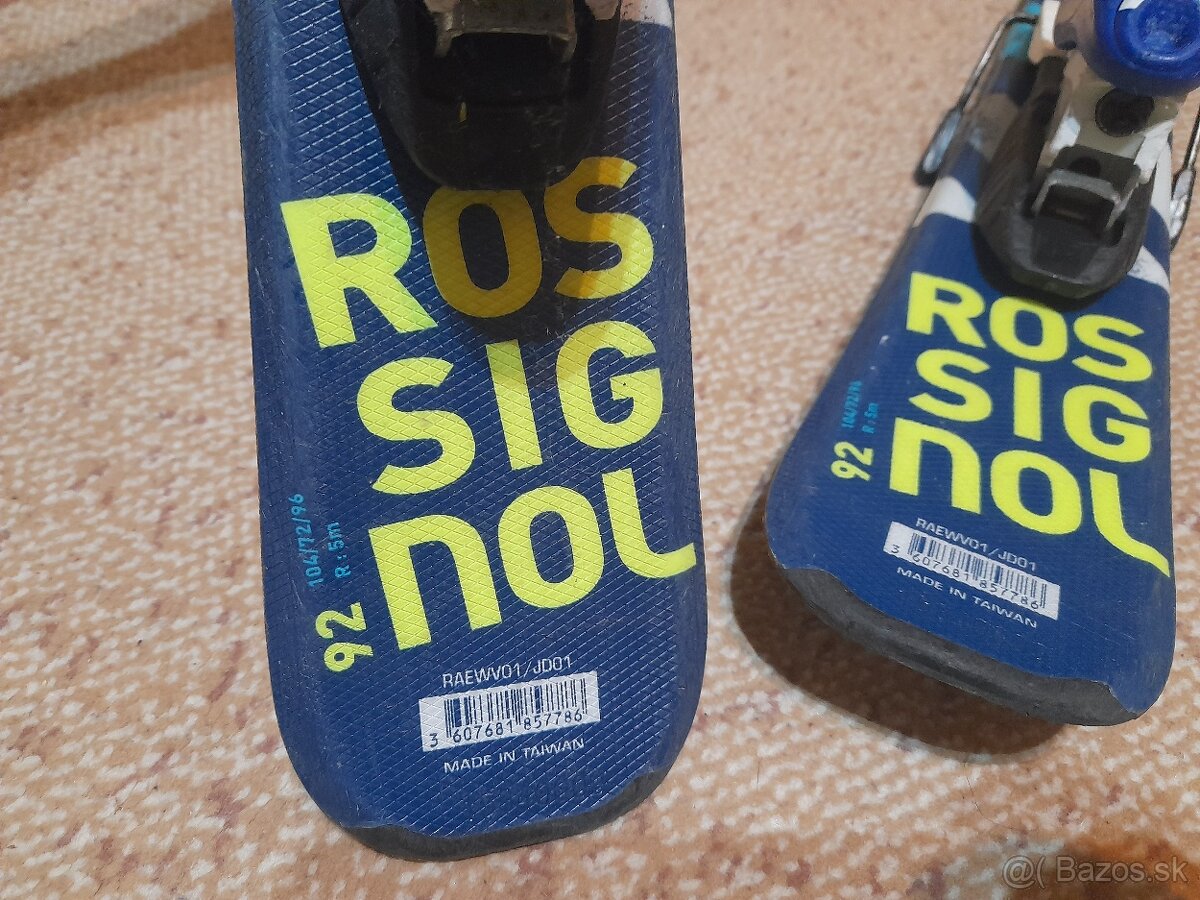 ROS
SIG
NOL
104/72/96
R: 5m
92
RAEWV01/JD01
3 607681 857786
MADE IN TAIWAN
ROS
SIG
NOL
104/72/96
R: 5m
92
RAEWV01/JD01
3 607681 857786
MADE IN TAIWAN
@( Bazos.sk